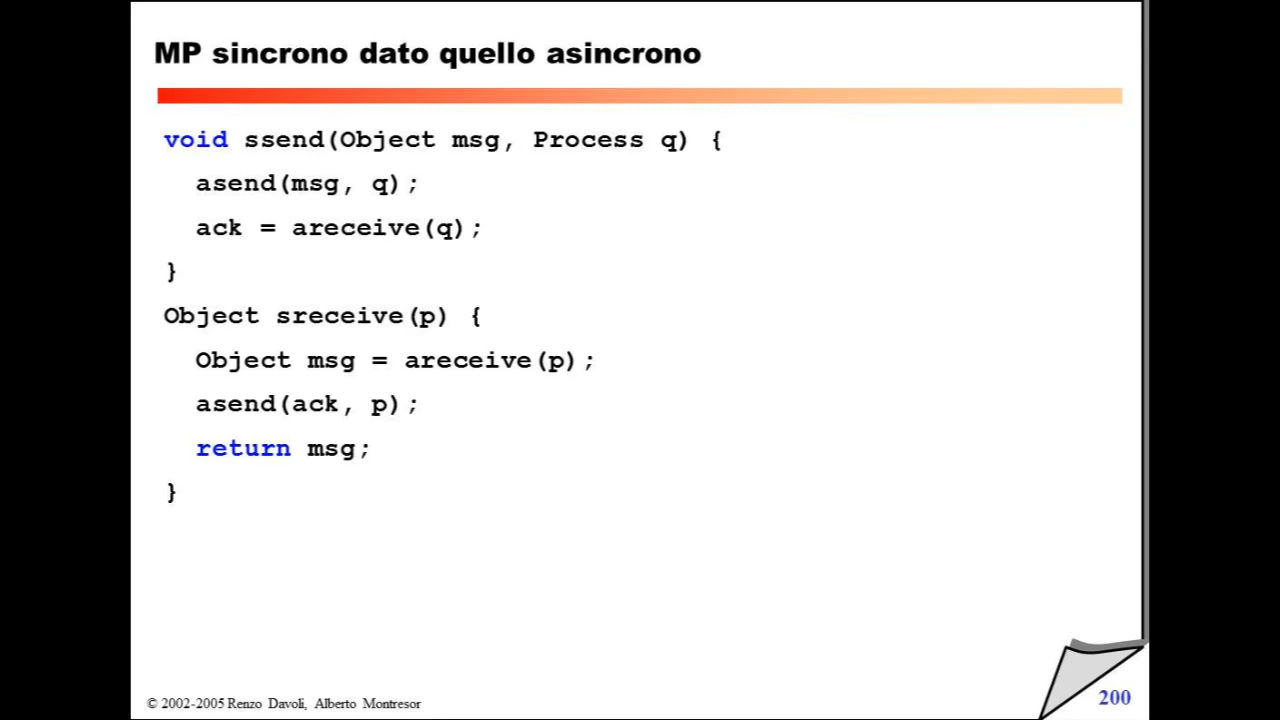 MP sincrono dato quello asincrono
void ssend(Object msg, Process q) {
asend(msg, q);
ack = areceive(q);
}
Object sreceive(p) {
Object msg = areceive(p);
asend(ack, p);
return msg;
}
© 2002-2005 Renzo Davoli, Alberto Montresor
200